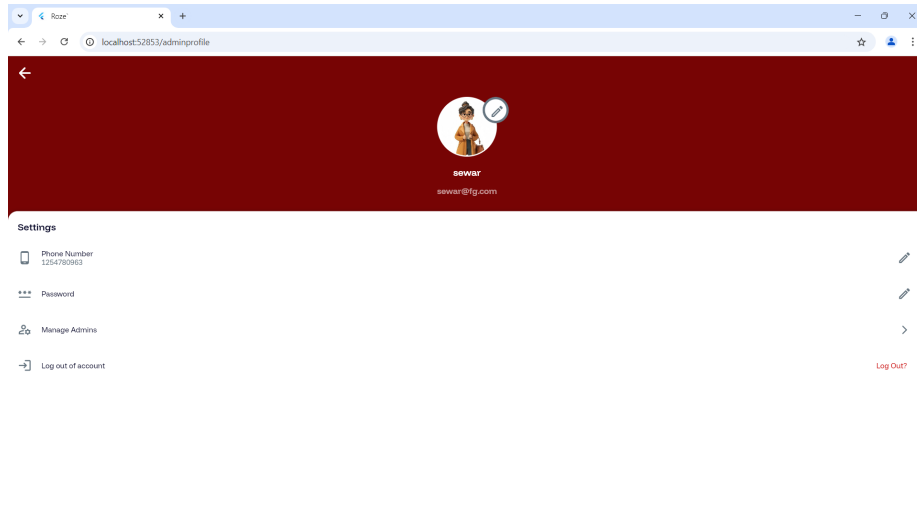 Roze`
localhost:52853/adminprofile
sewar
sewar@fg.com
Settings
Phone Number
1254780963
Password
Manage Admins
Log out of account
Log Out?